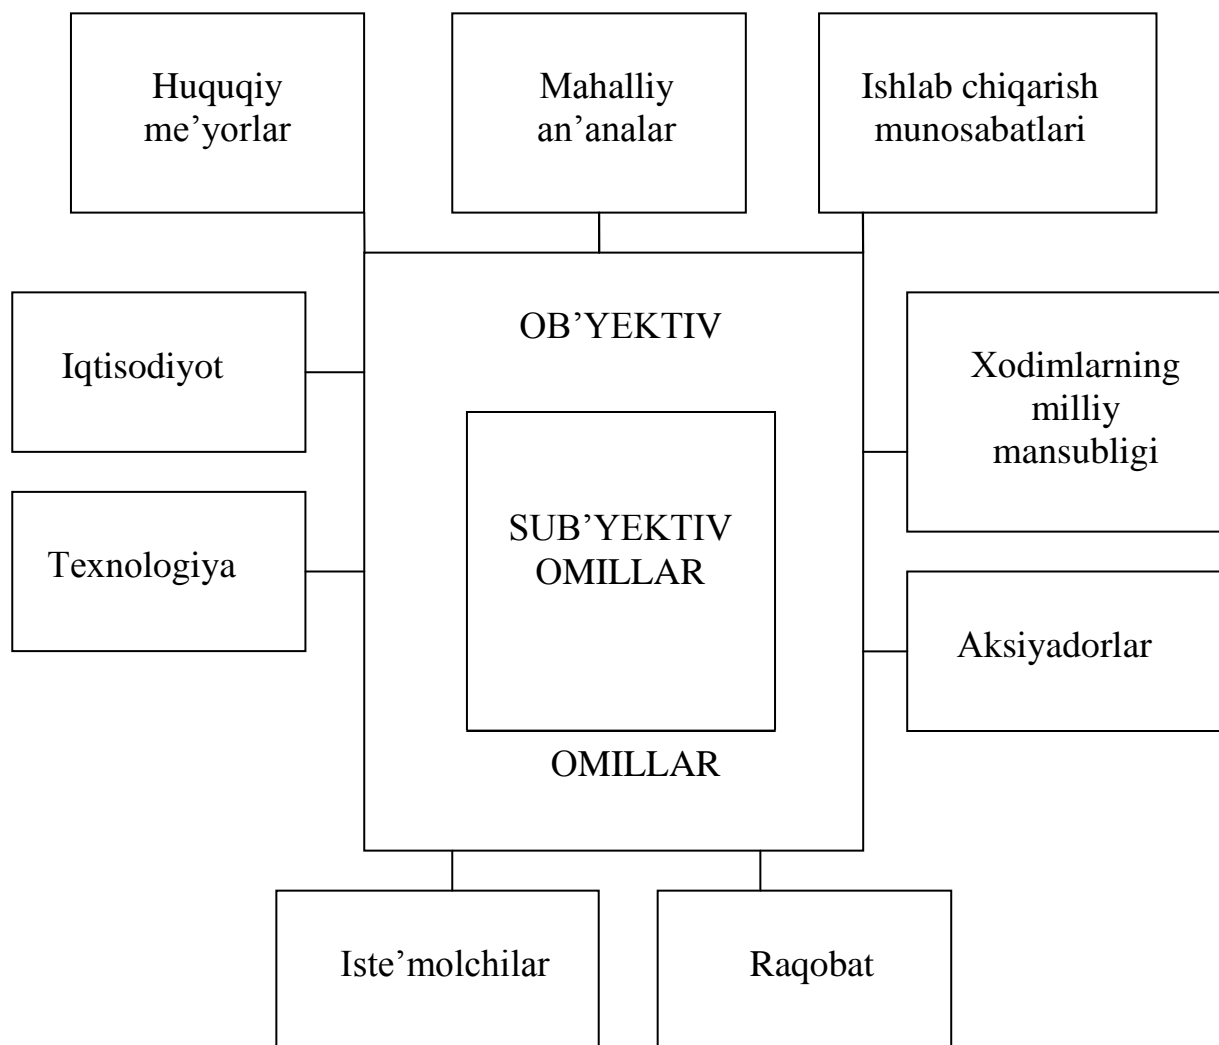 Huquqiy
me’yorlar
Mahalliy
an’analar
Ishlab chiqarish
munosabatlari
OB’YEKTIV
Iqtisodiyot
Xodimlarning
milliy
mansubligi
SUB’YEKTIV
OMILLAR
Texnologiya
Aksiyadorlar
OMILLAR
Iste’molchilar
Raqobat